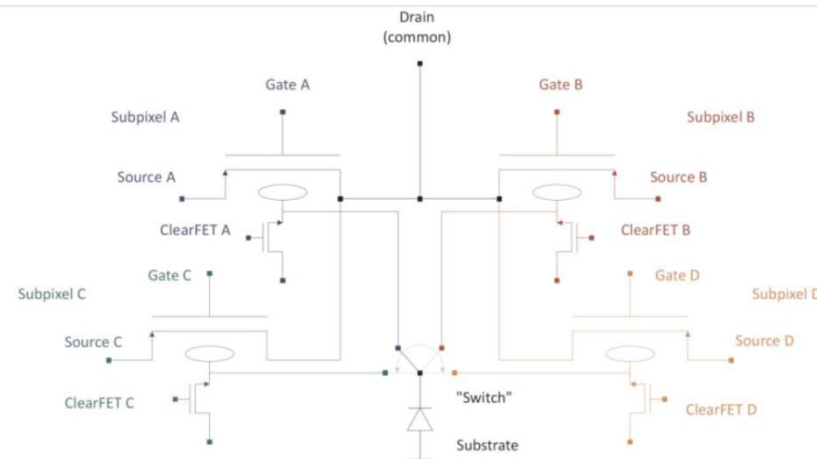 Drain
(common)
Gate A
Gate B
Subpixel A
Subpixel B
Source A
Source B
ClearFET A
ClearFET B
Gate C
Gate D
Subpixel C
Subpixel D
Source C
Source D
ClearFET C
"Switch"
ClearFET D
Substrate